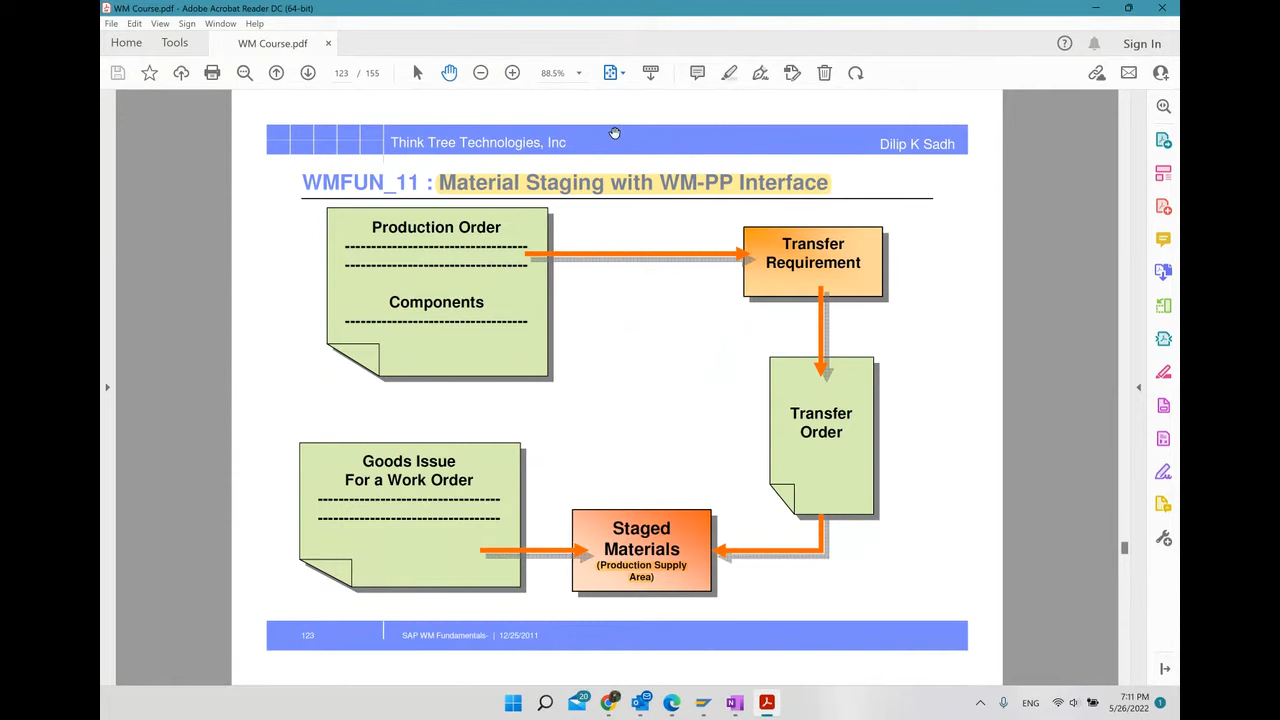 WM Course.pdf - Adobe Acrobat Reader DC (64-bit)
File Edit View Sign Window Help
Home Tools WM Course.pdf × Sign In
123 / 155 88.5%
Think Tree Technologies, Inc Dilip K Sadh
WMFUN_11 : Material Staging with WM-PP Interface
Production Order
Components
Transfer
Requirement
Transfer
Order
Goods Issue
For a Work Order
Staged
Materials
(Production Supply
Area)
123 SAP WM Fundamentals- | 12/25/2011
20
ENG
7:11 PM
5/26/2022
1